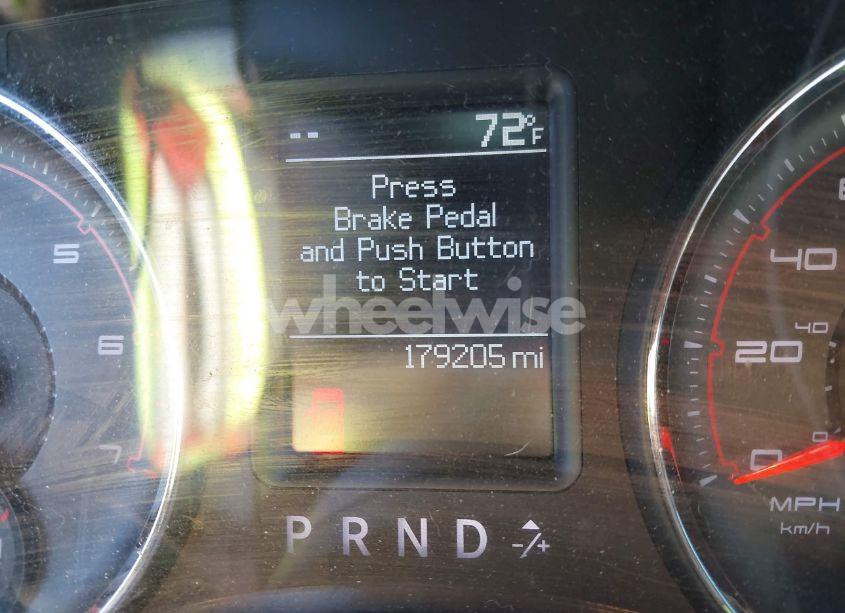 -- 72°F
Press
Brake Pedal
and Push Button
to Start
wheelwise
179205 mi
5
6
7
40
40
20
0
0
MPH
km/h
P R N D -/+